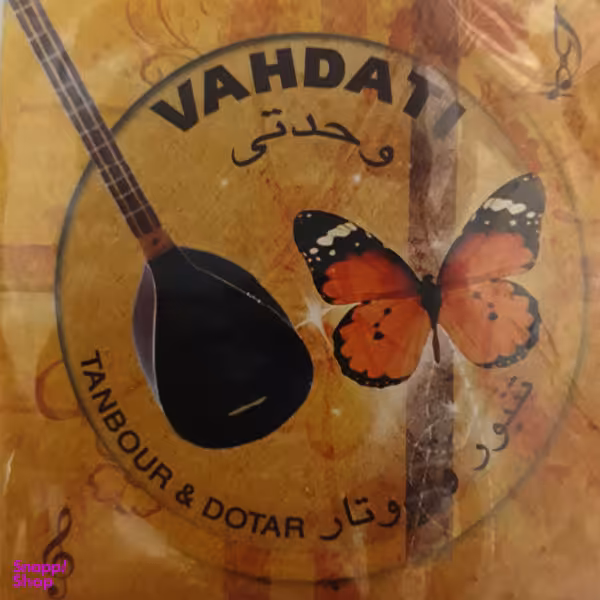 VAHDATI
وحدتی
TANBOUR & DOTAR
تنبور و دوتار
Snapp!
Shop